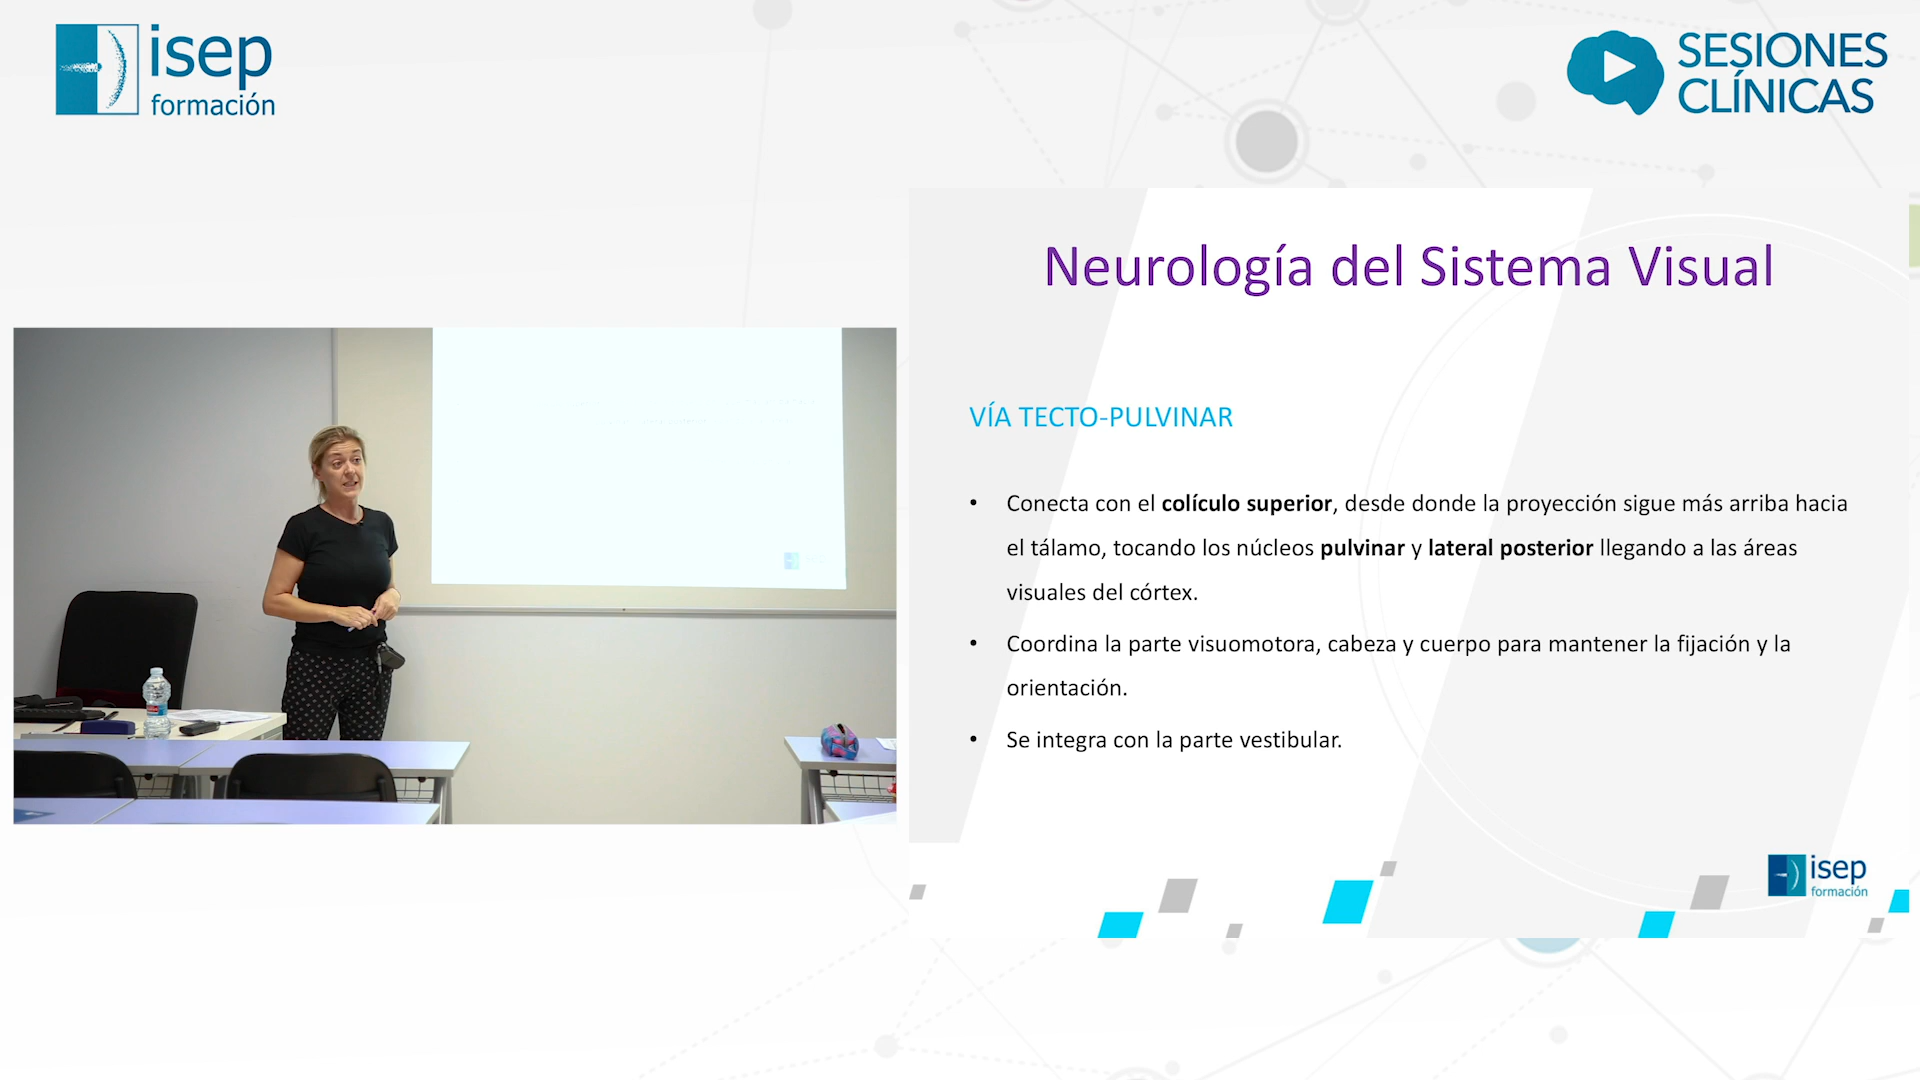 isep
formación
SESIONES
CLÍNICAS
Neurología del Sistema Visual
VÍA TECTO-PULVINAR
• Conecta con el colículo superior, desde donde la proyección sigue más arriba hacia
el tálamo, tocando los núcleos pulvinar y lateral posterior llegando a las áreas
visuales del córtex.
• Coordina la parte visuomotora, cabeza y cuerpo para mantener la fijación y la
orientación.
• Se integra con la parte vestibular.
isep
formación